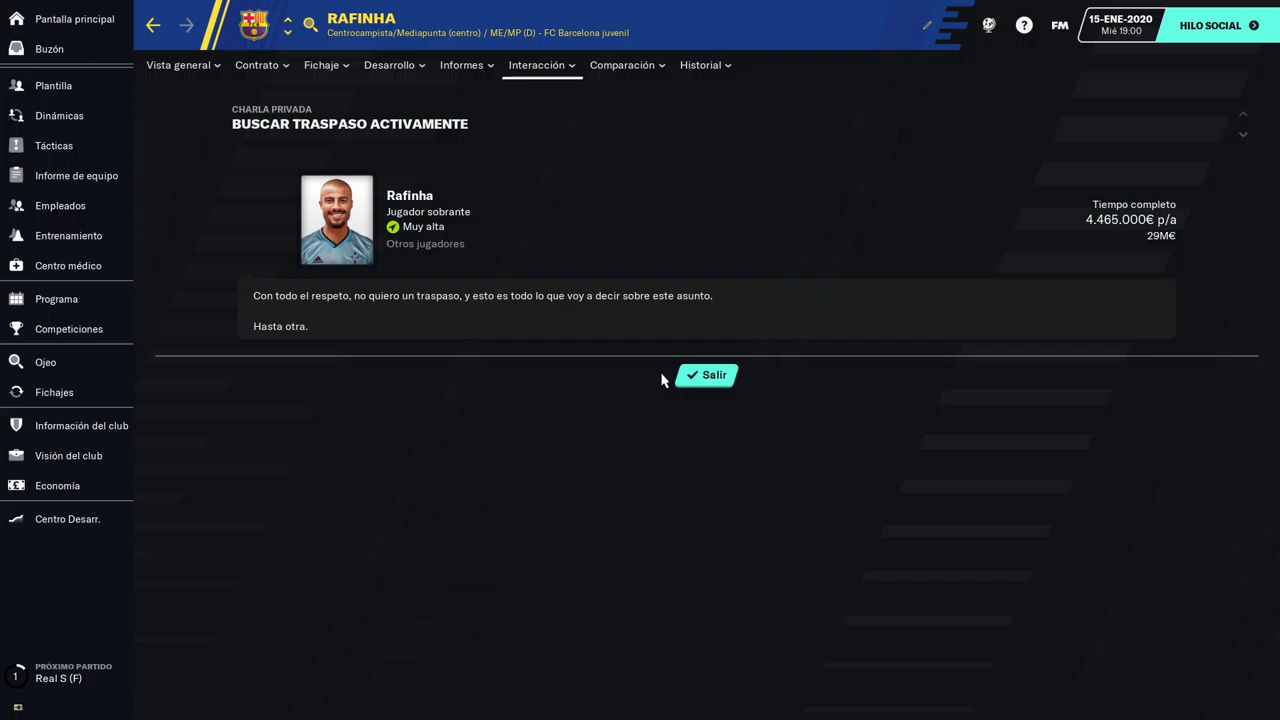 Pantalla principal
Buzón
Plantilla
Dinámicas
Tácticas
Informe de equipo
Empleados
Entrenamiento
Centro médico
Programa
Competiciones
Ojeo
Fichajes
Información del club
Visión del club
Economía
Centro Desarr.
1
PRÓXIMO PARTIDO
Real S (F)
RAFINHA
Centrocampista/Mediapunta (centro) / ME/MP (D) - FC Barcelona juvenil
?
FM
15-ENE-2020
Mié 19:00
HILO SOCIAL
Vista general
Contrato
Fichaje
Desarrollo
Informes
Interacción
Comparación
Historial
CHARLA PRIVADA
BUSCAR TRASPASO ACTIVAMENTE
Rafinha
Jugador sobrante
Muy alta
Otros jugadores
Tiempo completo
4.465.000€ p/a
29M€
Con todo el respeto, no quiero un traspaso, y esto es todo lo que voy a decir sobre este asunto.
Hasta otra.
Salir